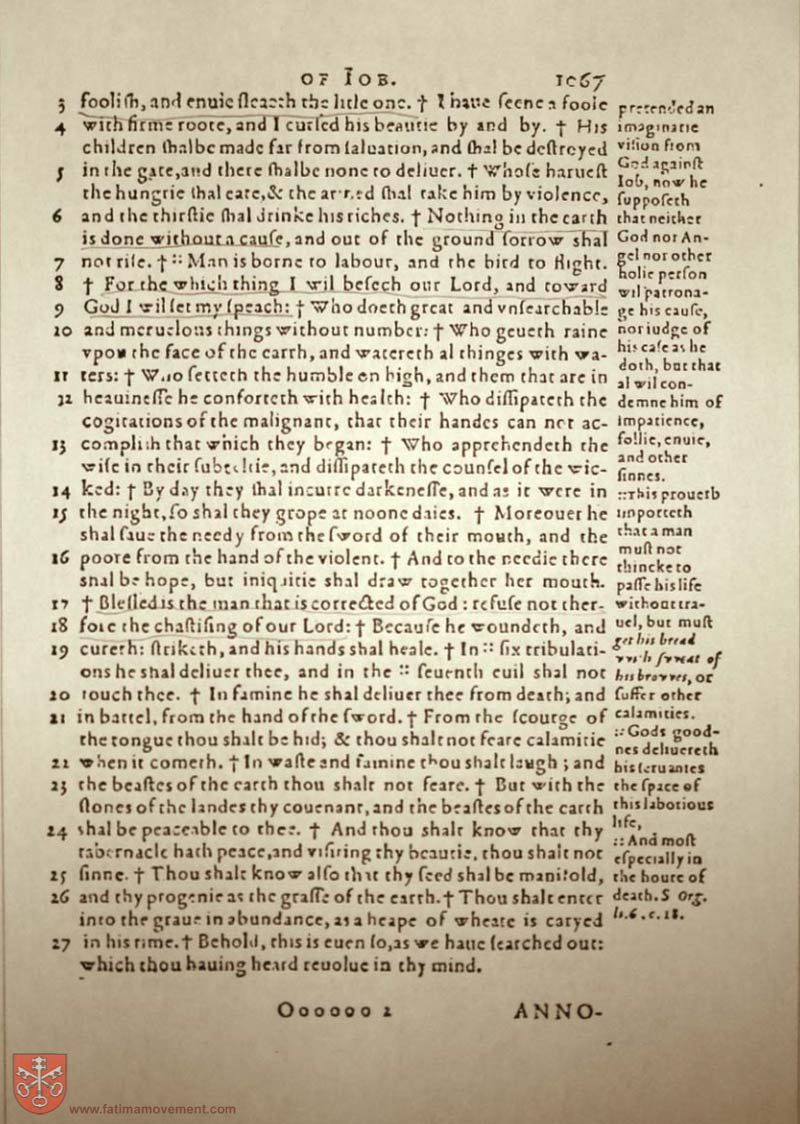 OF IOB. 1067
3 foolish, and enuie sleaeth the litle one. † I haue seene a foole
4 with firme roote, and I cursed his beautie by and by. † His
children shalbe made far from saluation, and shal be destroyed
5 in the gate, and there shalbe none to deliuer. † Whose haruest
the hungrie shal eate, & the armed shal take him by violence,
6 and the thirstie shal drinke his riches. † Nothing in the earth
is done without a cause, and out of the ground sorrow shal
7 not rise. † :: Man is borne to labour, and the bird to flight.
8 † For the which thing I wil besech our Lord, and toward
9 God I wil set my speach: † Who doeth great and vnsearchable
10 and meruelous things without number: † Who geueth raine
vpon the face of the earth, and watereth al thinges with wa-
11 ters: † Who setteth the humble on high, and them that are in
12 heauinesse he conforteth with health: † Who dissipateth the
cogitations of the malignant, that their handes can not ac-
13 complish that which they began: † Who apprehendeth the
wise in their subteltie, and dissipateth the counsel of the wic-
14 ked: † By day they shal incurre darkenesse, and as it were in
15 the night, so shal they grope at noone daies. † Moreouer he
shal saue the needy from the sword of their mouth, and the
16 poore from the hand of the violent. † And to the needie there
shal be hope, but iniquitie shal draw together her mouth.
17 † Blessed is the man that is corrected of God: refuse not ther-
18 fore the chastising of our Lord: † Because he woundeth, and
19 cureth: striketh, and his hands shal heale. † In :: six tribulati-
ons he shal deliuer thee, and in the :: seuenth euil shal not
20 touch thee. † In famine he shal deliuer thee from death; and
21 in battel, from the hand of the sword. † From the scourge of
the tongue thou shalt be hid; & thou shalt not feare calamitie
22 when it cometh. † In waste and famine thou shalt laugh; and
23 the beastes of the earth thou shalt not feare. † But with the
stones of the landes thy couenant, and the beastes of the earth
24 shal be peaceable to thee. † And thou shalt know that thy
tabernacle hath peace, and visiting thy beautie, thou shalt not
25 sinne. † Thou shalt know also that thy seed shal be manifold,
26 and thy progenie as the grasse of the earth. † Thou shalt enter
into the graue in abundance, as a heape of wheate is caryed
27 in his time. † Behold, this is euen so, as we haue searched out:
which thou hauing heard reuolue in thy mind.
pretended an
imaginarie
vision from
God against
Iob, now he
supposeth
that neither
God nor An-
gel nor other
holie person
wil patrona-
ge his cause,
nor iudge of
his case as he
doth, but that
al wil con-
demne him of
impatience,
follie, enuie,
and other
sinnes.
:: This prouerb
importeth
that a man
must not
thincke to
passe his life
without tra-
uel, but must
get his bread
with sweat of
his browes, or
suffer other
calamities.
:: Gods good-
nes deliuereth
his seruantes
the space of
this laborious
life,
:: And most
especially in
the houre of
death. S Grg.
li. 6. c. 18.
Oooooo 2 ANNO-
www.fatimamovement.com